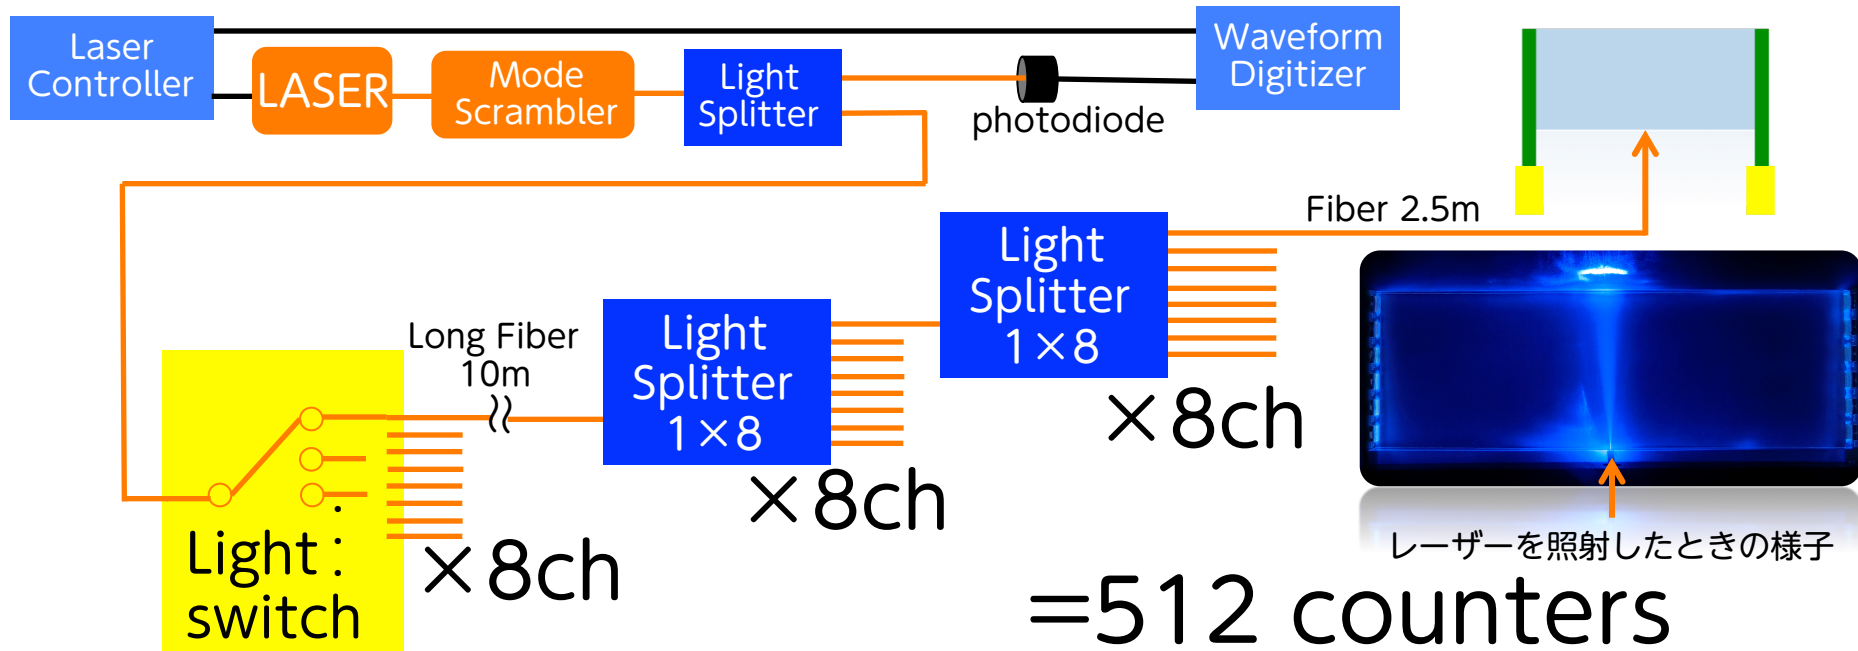 Laser
Controller
LASER
Mode
Scrambler
Light
Splitter
photodiode
Waveform
Digitizer
Fiber 2.5m
Light
Splitter
1×8
×8ch
Long Fiber
10m
Light
Splitter
1×8
×8ch
Light
switch
×8ch
レーザーを照射したときの様子
=512 counters